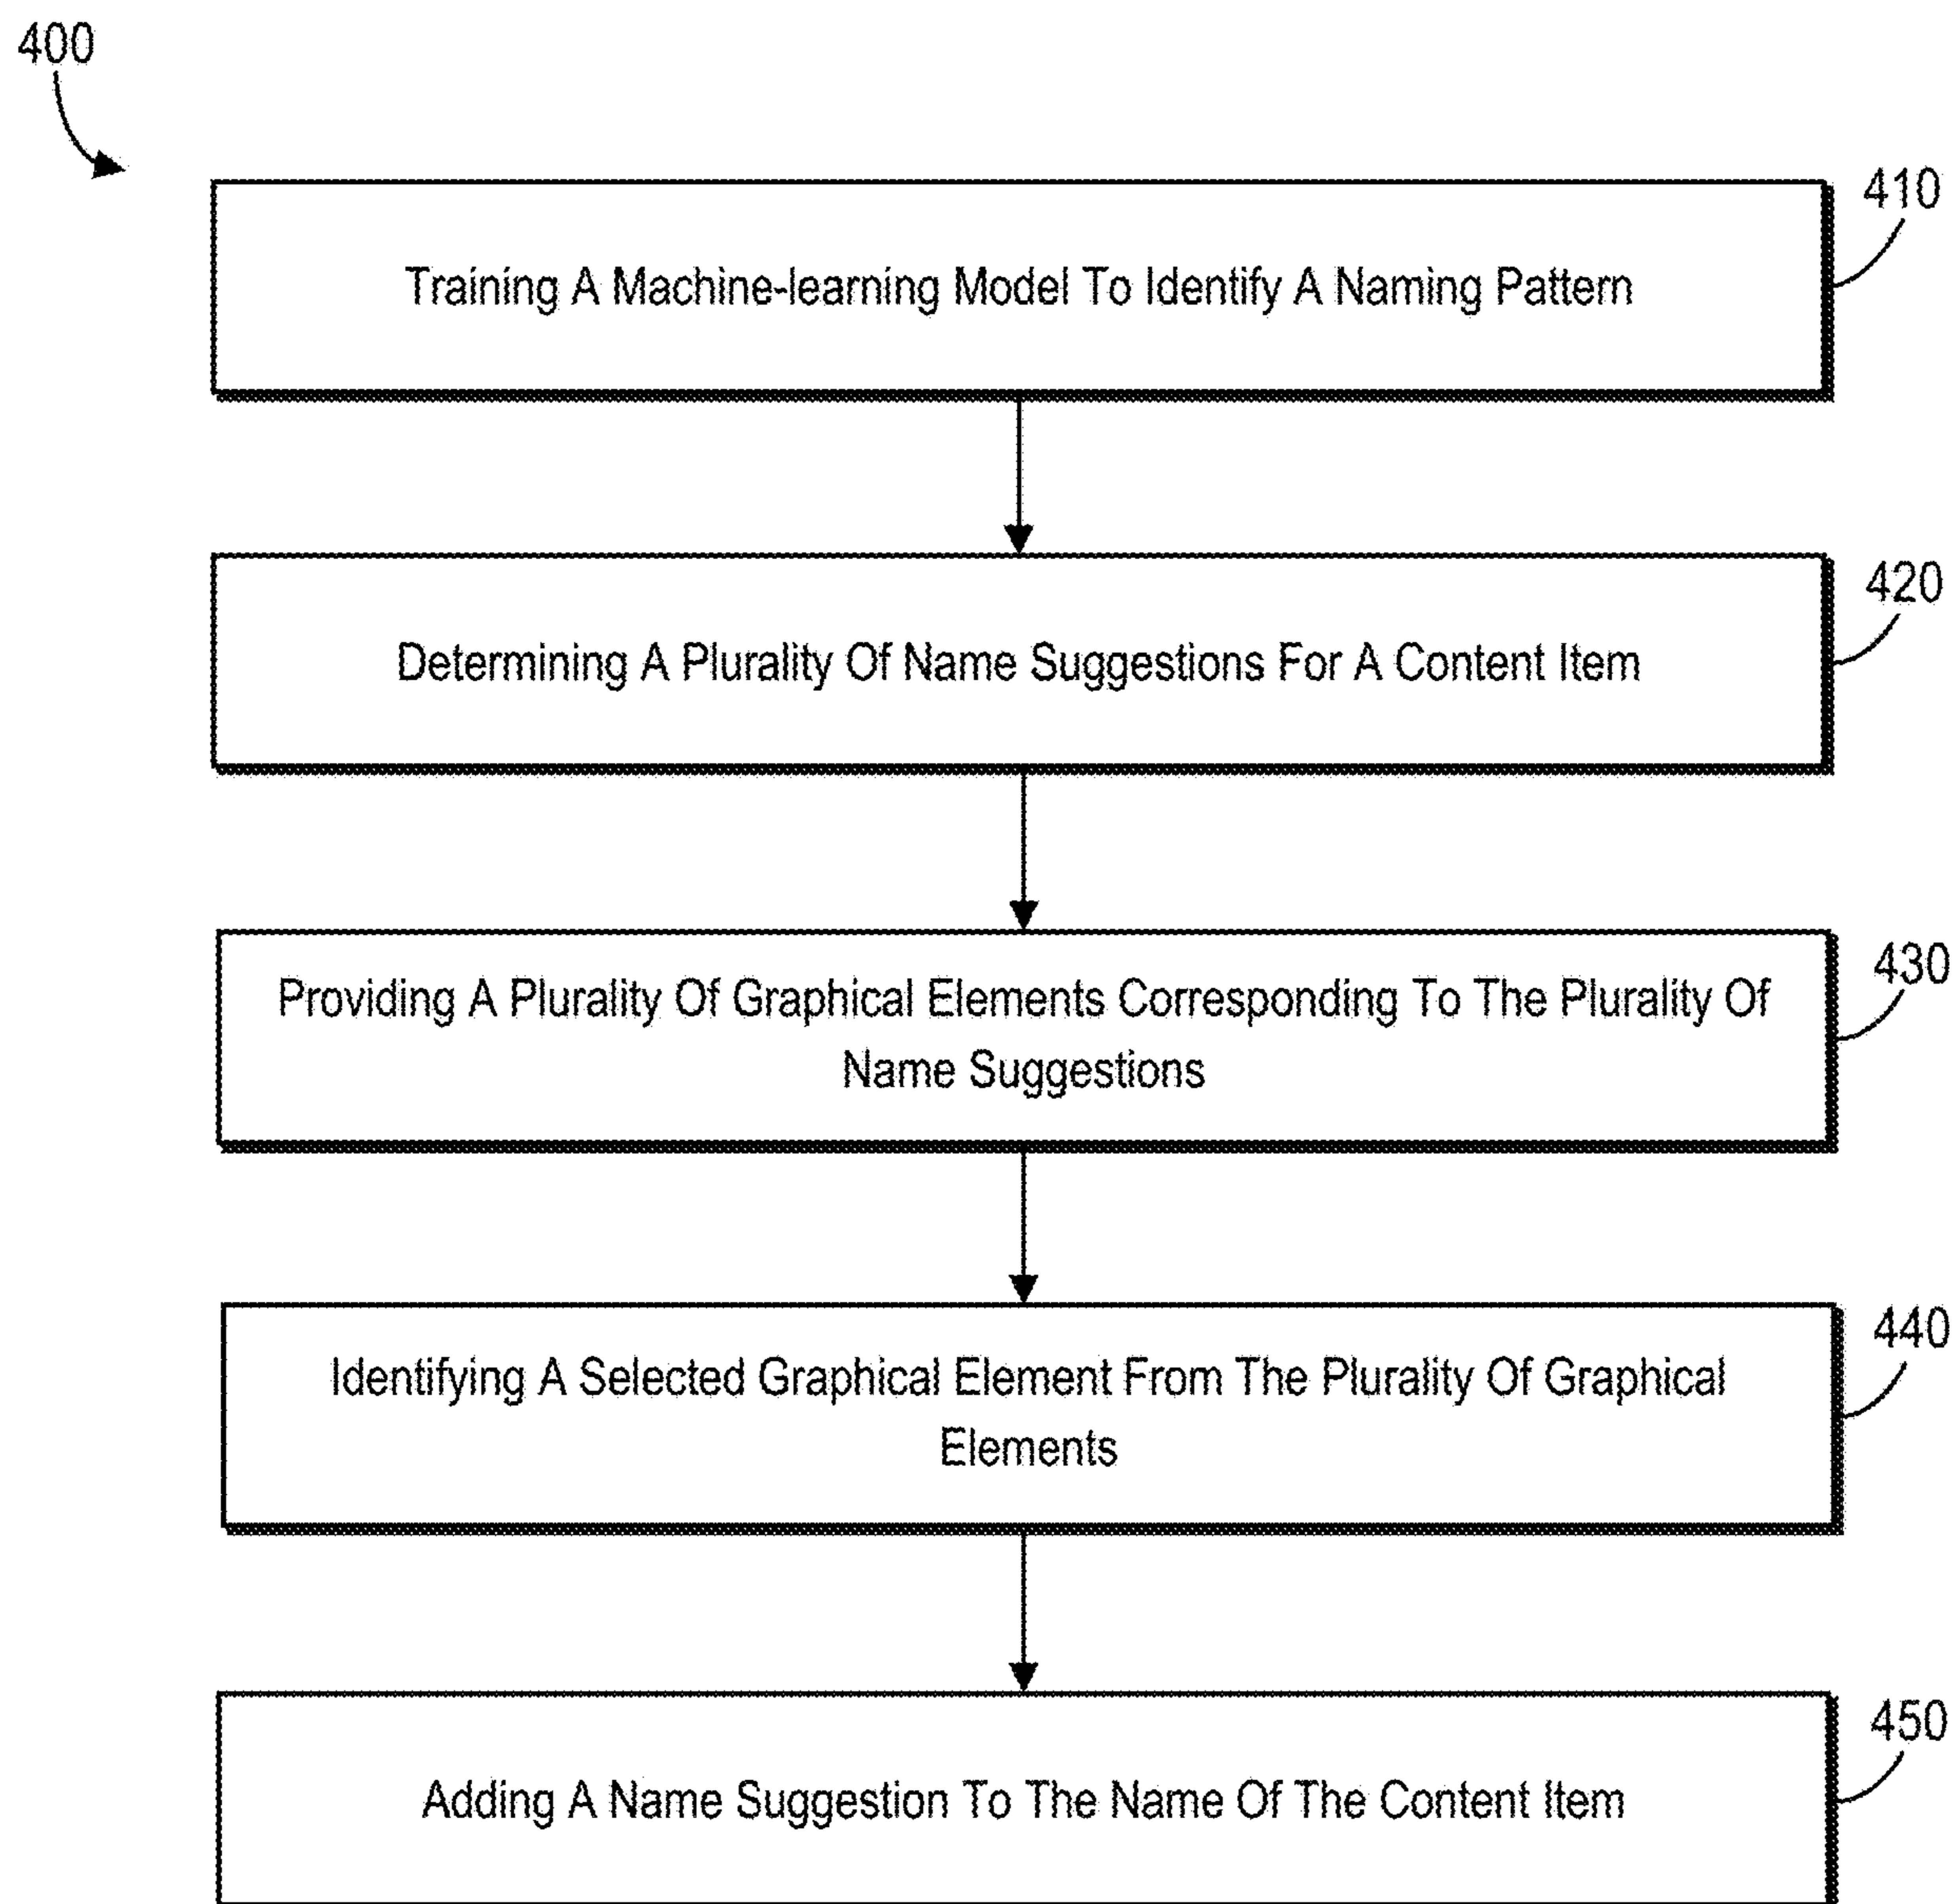 400
410
Training A Machine-learning Model To Identify A Naming Pattern
420
Determining A Plurality Of Name Suggestions For A Content Item
430
Providing A Plurality Of Graphical Elements Corresponding To The Plurality Of
Name Suggestions
440
Identifying A Selected Graphical Element From The Plurality Of Graphical
Elements
450
Adding A Name Suggestion To The Name Of The Content Item